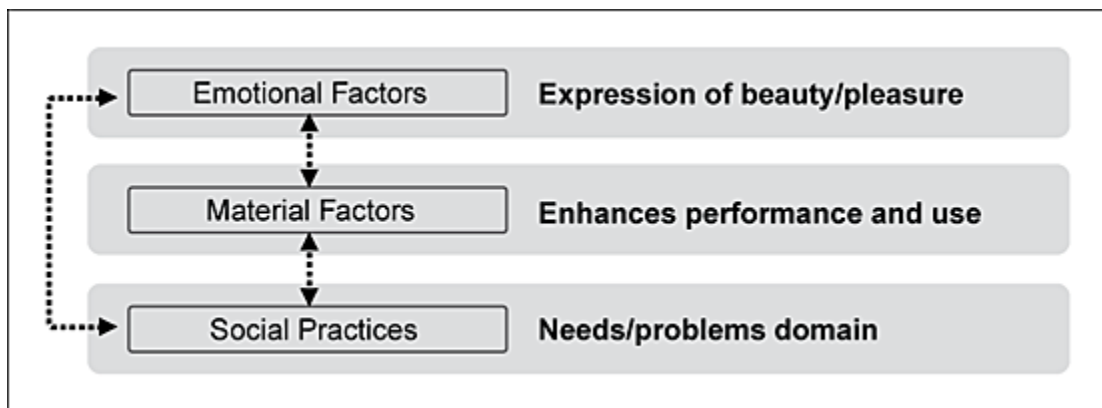 Emotional Factors Expression of beauty/pleasure
Material Factors Enhances performance and use
Social Practices Needs/problems domain